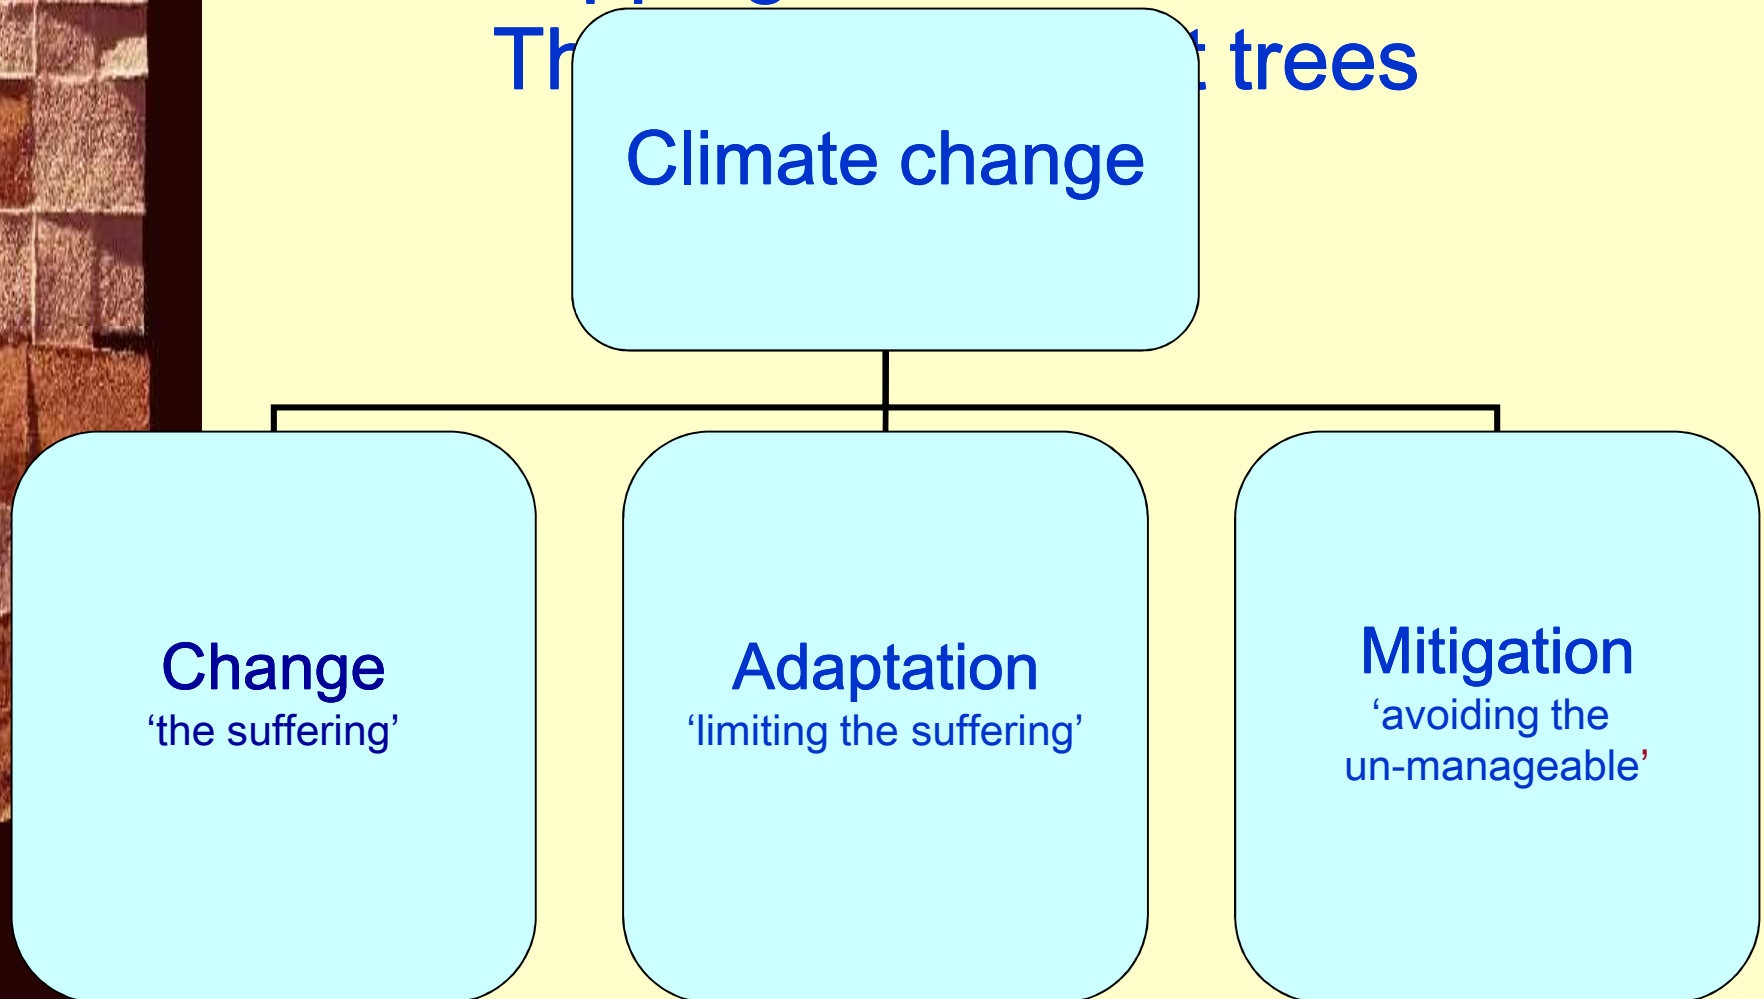 trees
Climate change
Change
‘the suffering’
Adaptation
‘limiting the suffering’
Mitigation
‘avoiding the
un-manageable’